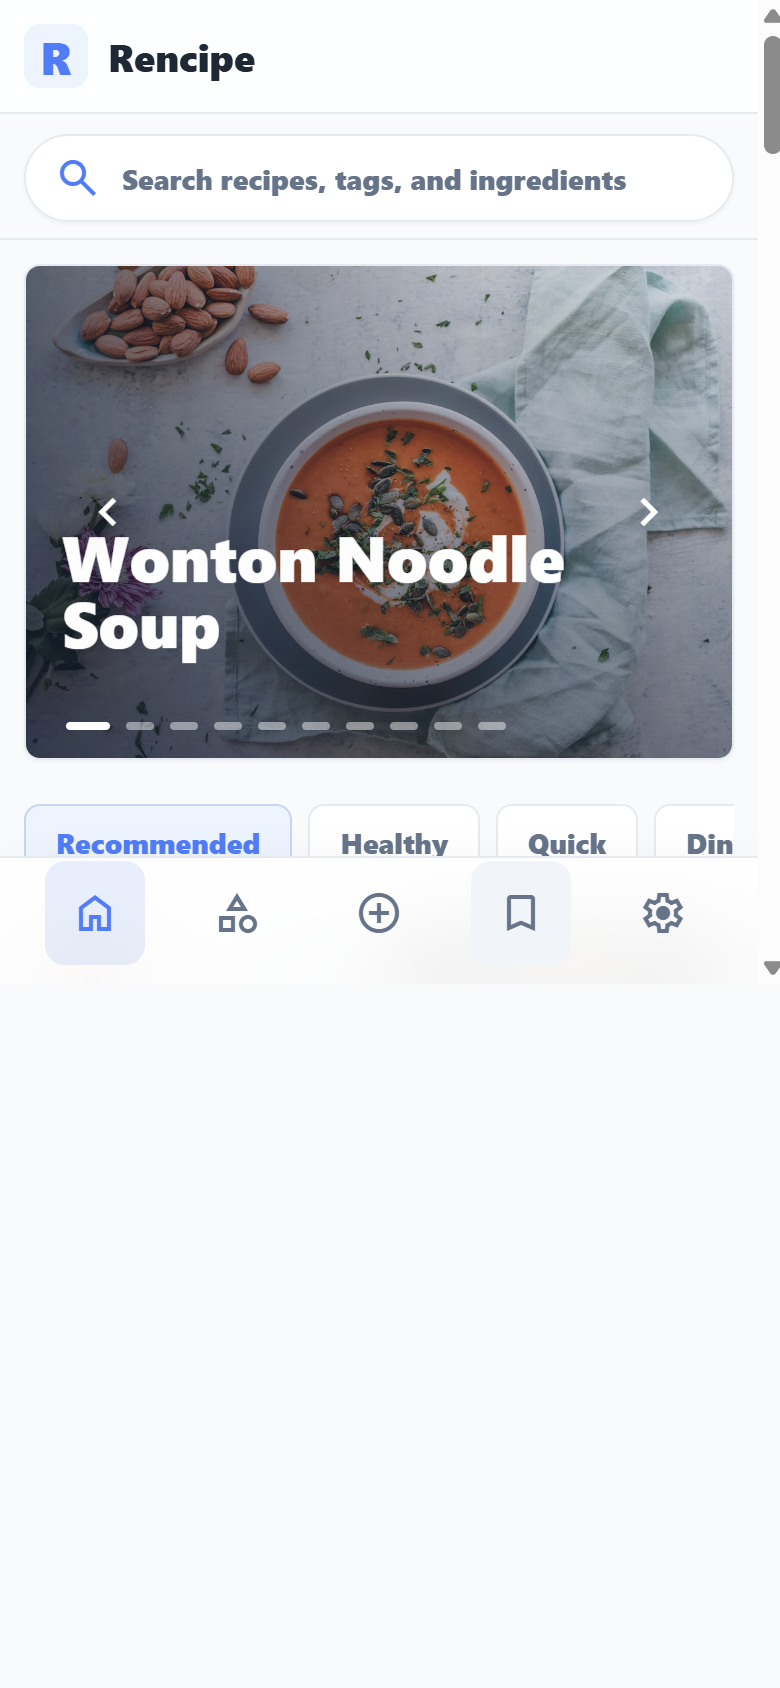 R Rencipe
Search recipes, tags, and ingredients
Wonton Noodle
Soup
Recommended Healthy Quick Din